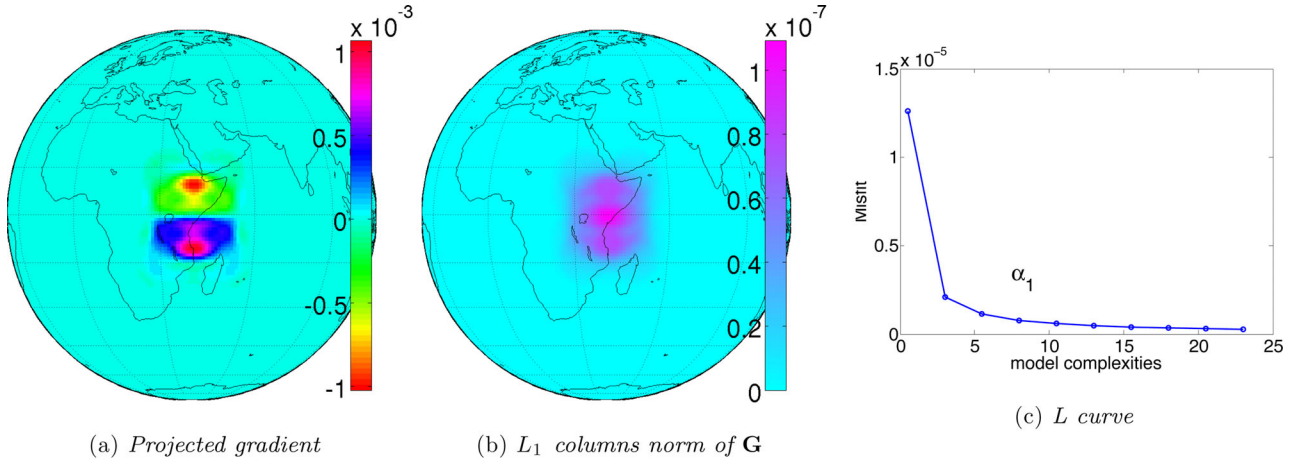 x 10⁻³
1
0.5
0
-0.5
-1
(a) Projected gradient
x 10⁻⁷
1
0.8
0.6
0.4
0.2
0
(b) L₁ columns norm of G
x 10⁻⁵
1.5
1
0.5
0
Misfit
α₁
0 5 10 15 20 25
model complexities
(c) L curve